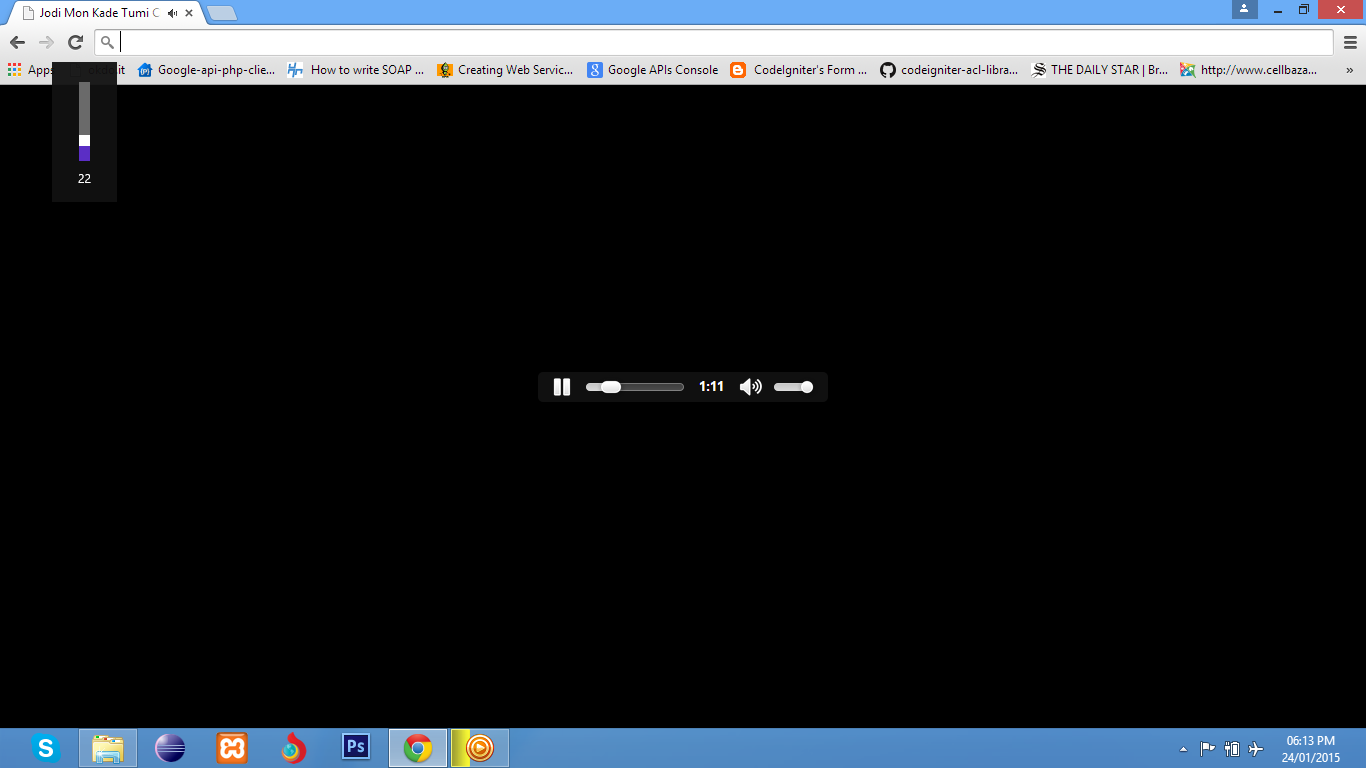 Jodi Mon Kade Tumi C
Apps
Google-api-php-clie...
How to write SOAP ...
Creating Web Servic...
Google APIs Console
CodeIgniter's Form ...
codeigniter-acl-libra...
THE DAILY STAR | Br...
http://www.cellbaza...
»
22
1:11
S
Ps
06:13 PM
24/01/2015